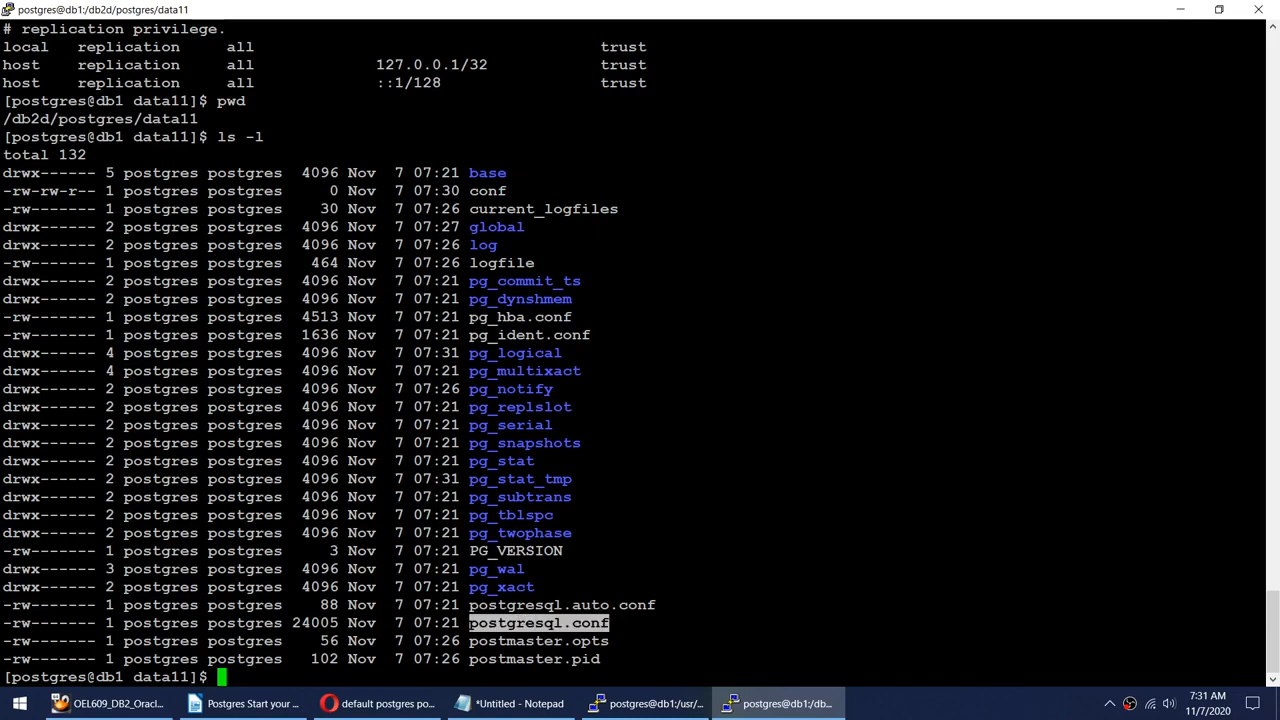 postgres@db1:/db2d/postgres/data11
# replication privilege.
local   replication     all                                     trust
host    replication     all             127.0.0.1/32            trust
host    replication     all             ::1/128                 trust
[postgres@db1 data11]$ pwd
/db2d/postgres/data11
[postgres@db1 data11]$ ls -l
total 132
drwx------ 5 postgres postgres  4096 Nov  7 07:21 base
-rw-rw-r-- 1 postgres postgres     0 Nov  7 07:30 conf
-rw------- 1 postgres postgres    30 Nov  7 07:26 current_logfiles
drwx------ 2 postgres postgres  4096 Nov  7 07:27 global
drwx------ 2 postgres postgres  4096 Nov  7 07:26 log
-rw------- 1 postgres postgres   464 Nov  7 07:26 logfile
drwx------ 2 postgres postgres  4096 Nov  7 07:21 pg_commit_ts
drwx------ 2 postgres postgres  4096 Nov  7 07:21 pg_dynshmem
-rw------- 1 postgres postgres  4513 Nov  7 07:21 pg_hba.conf
-rw------- 1 postgres postgres  1636 Nov  7 07:21 pg_ident.conf
drwx------ 4 postgres postgres  4096 Nov  7 07:31 pg_logical
drwx------ 4 postgres postgres  4096 Nov  7 07:21 pg_multixact
drwx------ 2 postgres postgres  4096 Nov  7 07:26 pg_notify
drwx------ 2 postgres postgres  4096 Nov  7 07:21 pg_replslot
drwx------ 2 postgres postgres  4096 Nov  7 07:21 pg_serial
drwx------ 2 postgres postgres  4096 Nov  7 07:21 pg_snapshots
drwx------ 2 postgres postgres  4096 Nov  7 07:21 pg_stat
drwx------ 2 postgres postgres  4096 Nov  7 07:31 pg_stat_tmp
drwx------ 2 postgres postgres  4096 Nov  7 07:21 pg_subtrans
drwx------ 2 postgres postgres  4096 Nov  7 07:21 pg_tblspc
drwx------ 2 postgres postgres  4096 Nov  7 07:21 pg_twophase
-rw------- 1 postgres postgres     3 Nov  7 07:21 PG_VERSION
drwx------ 3 postgres postgres  4096 Nov  7 07:21 pg_wal
drwx------ 2 postgres postgres  4096 Nov  7 07:21 pg_xact
-rw------- 1 postgres postgres    88 Nov  7 07:21 postgresql.auto.conf
-rw------- 1 postgres postgres 24005 Nov  7 07:21 postgresql.conf
-rw------- 1 postgres postgres    56 Nov  7 07:26 postmaster.opts
-rw------- 1 postgres postgres   102 Nov  7 07:26 postmaster.pid
[postgres@db1 data11]$
OEL609_DB2_Oracl... Postgres Start your ... default postgres po... *Untitled - Notepad postgres@db1:/usr/... postgres@db1:/db... 7:31 AM
11/7/2020